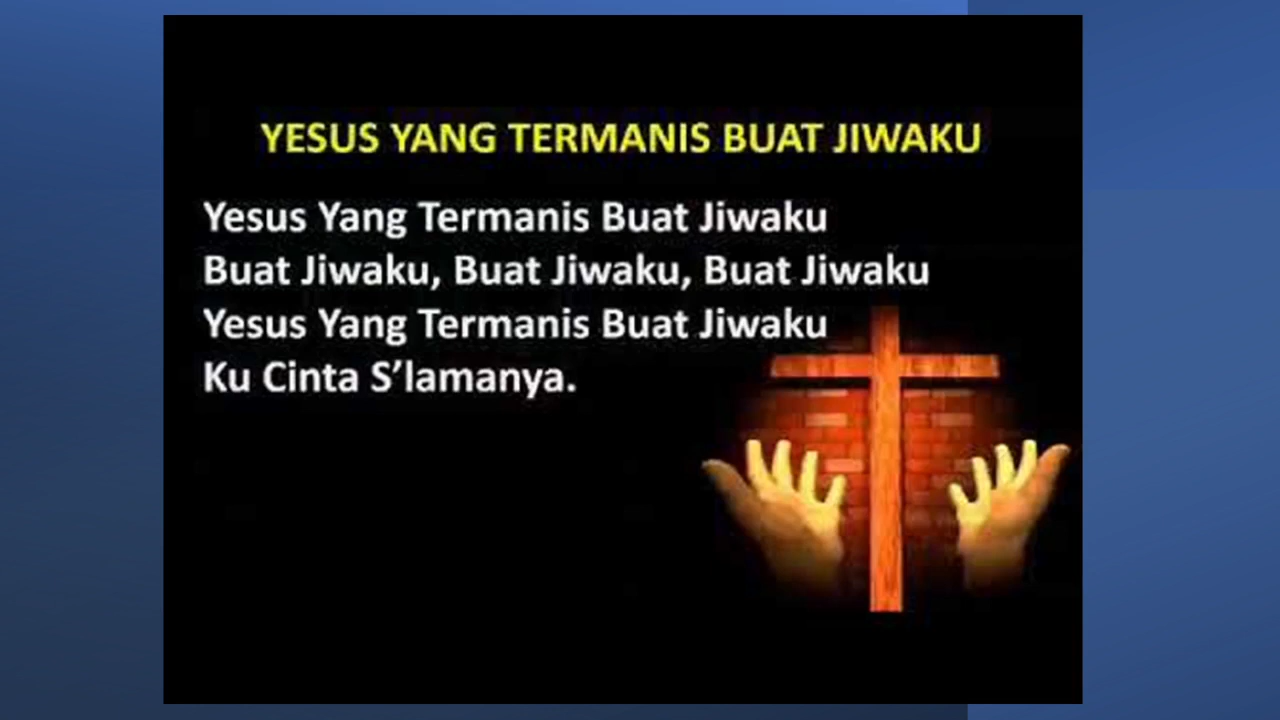 YESUS YANG TERMANIS BUAT JIWAKU
Yesus Yang Termanis Buat Jiwaku
Buat Jiwaku, Buat Jiwaku, Buat Jiwaku
Yesus Yang Termanis Buat Jiwaku
Ku Cinta S’lamanya.